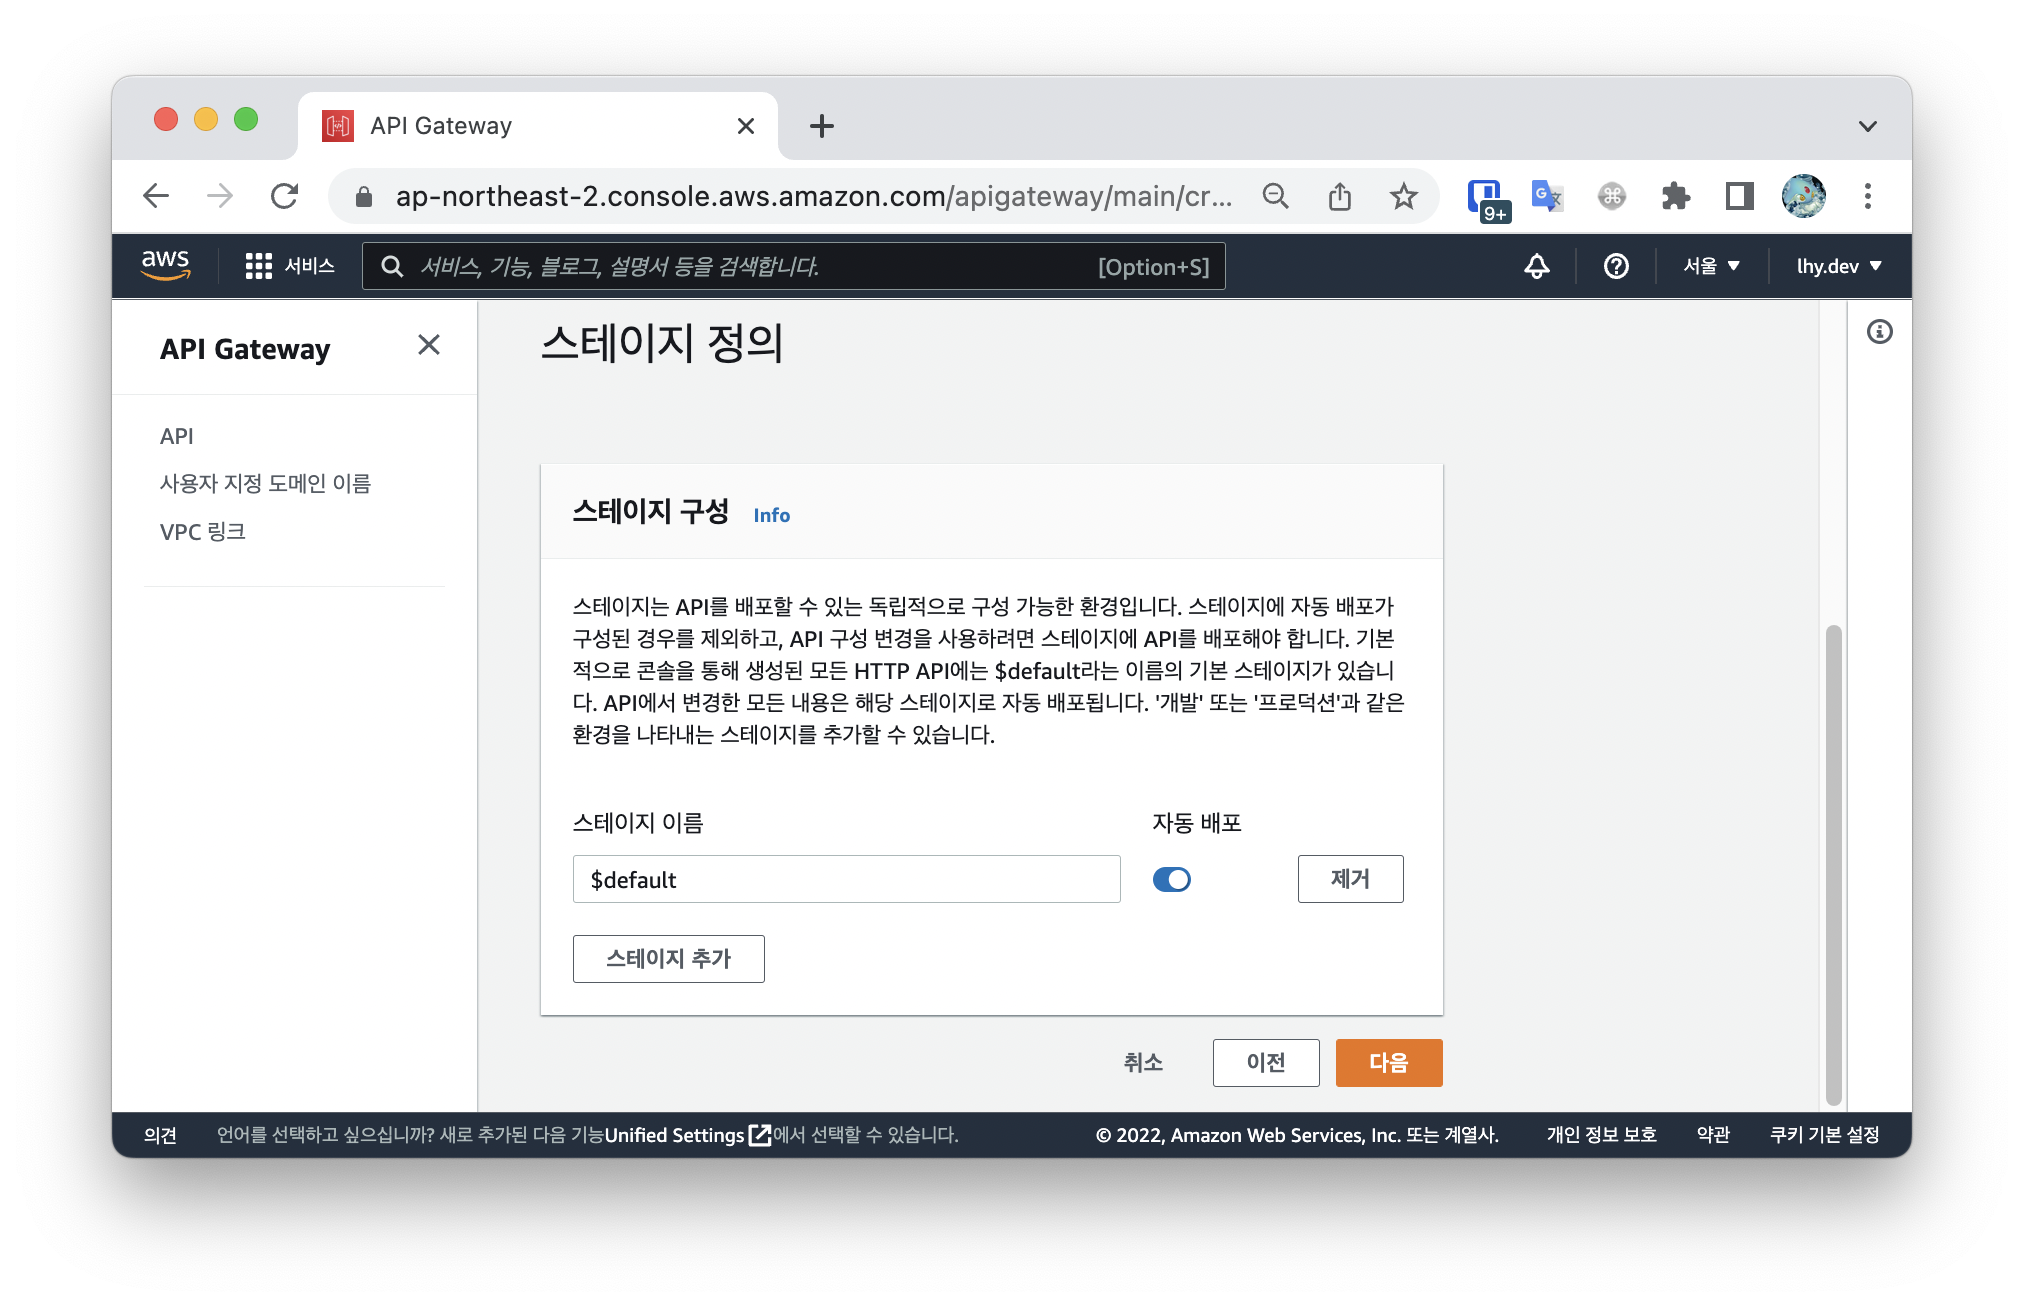 API Gateway
ap-northeast-2.console.aws.amazon.com/apigateway/main/cr...
9+
aws
서비스
서비스, 기능, 블로그, 설명서 등을 검색합니다.
[Option+S]
서울
lhy.dev
API Gateway
API
사용자 지정 도메인 이름
VPC 링크
스테이지 정의
스테이지 구성 Info
스테이지는 API를 배포할 수 있는 독립적으로 구성 가능한 환경입니다. 스테이지에 자동 배포가
구성된 경우를 제외하고, API 구성 변경을 사용하려면 스테이지에 API를 배포해야 합니다. 기본
적으로 콘솔을 통해 생성된 모든 HTTP API에는 $default라는 이름의 기본 스테이지가 있습니
다. API에서 변경한 모든 내용은 해당 스테이지로 자동 배포됩니다. '개발' 또는 '프로덕션'과 같은
환경을 나타내는 스테이지를 추가할 수 있습니다.
스테이지 이름
자동 배포
$default
제거
스테이지 추가
취소
이전
다음
의견
언어를 선택하고 싶으십니까? 새로 추가된 다음 기능Unified Settings에서 선택할 수 있습니다.
© 2022, Amazon Web Services, Inc. 또는 계열사.
개인 정보 보호
약관
쿠키 기본 설정